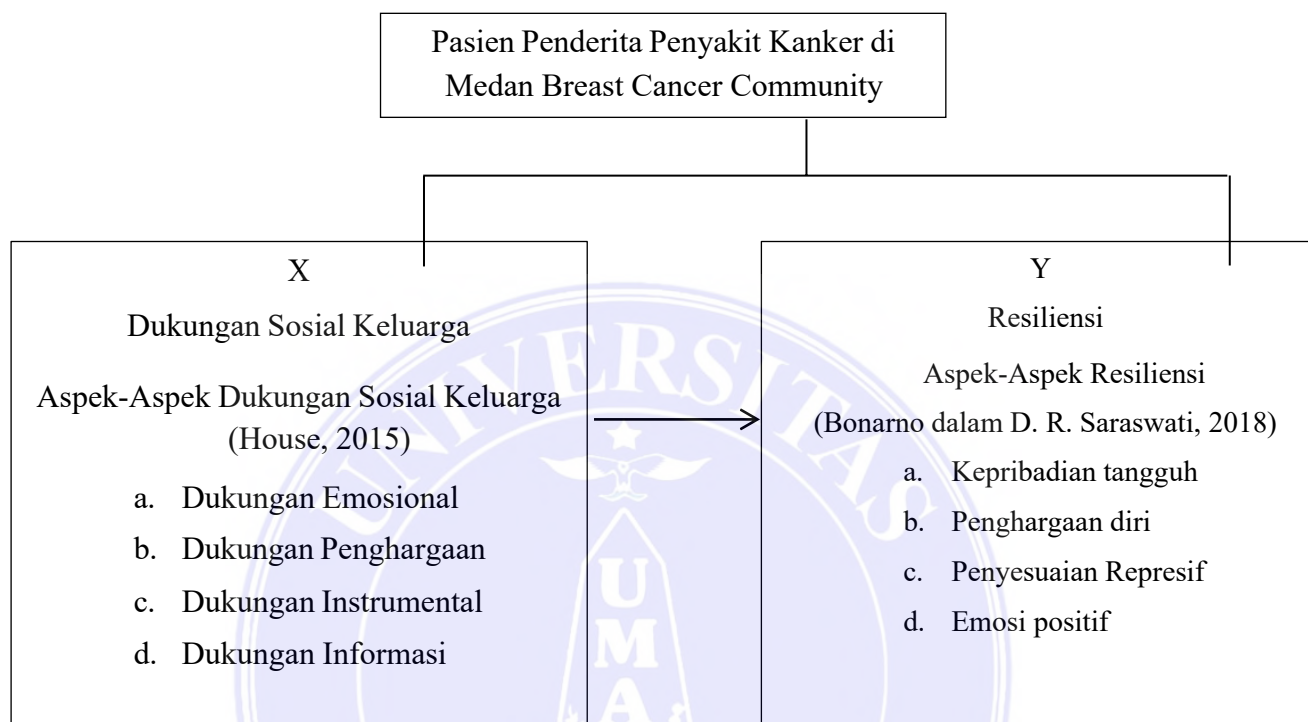 Pasien Penderita Penyakit Kanker di
Medan Breast Cancer Community
X
Dukungan Sosial Keluarga
Aspek-Aspek Dukungan Sosial Keluarga
(House, 2015)
a. Dukungan Emosional
b. Dukungan Penghargaan
c. Dukungan Instrumental
d. Dukungan Informasi
Y
Resiliensi
Aspek-Aspek Resiliensi
(Bonarno dalam D. R. Saraswati, 2018)
a. Kepribadian tangguh
b. Penghargaan diri
c. Penyesuaian Represif
d. Emosi positif
UNIVERSITAS
UMA